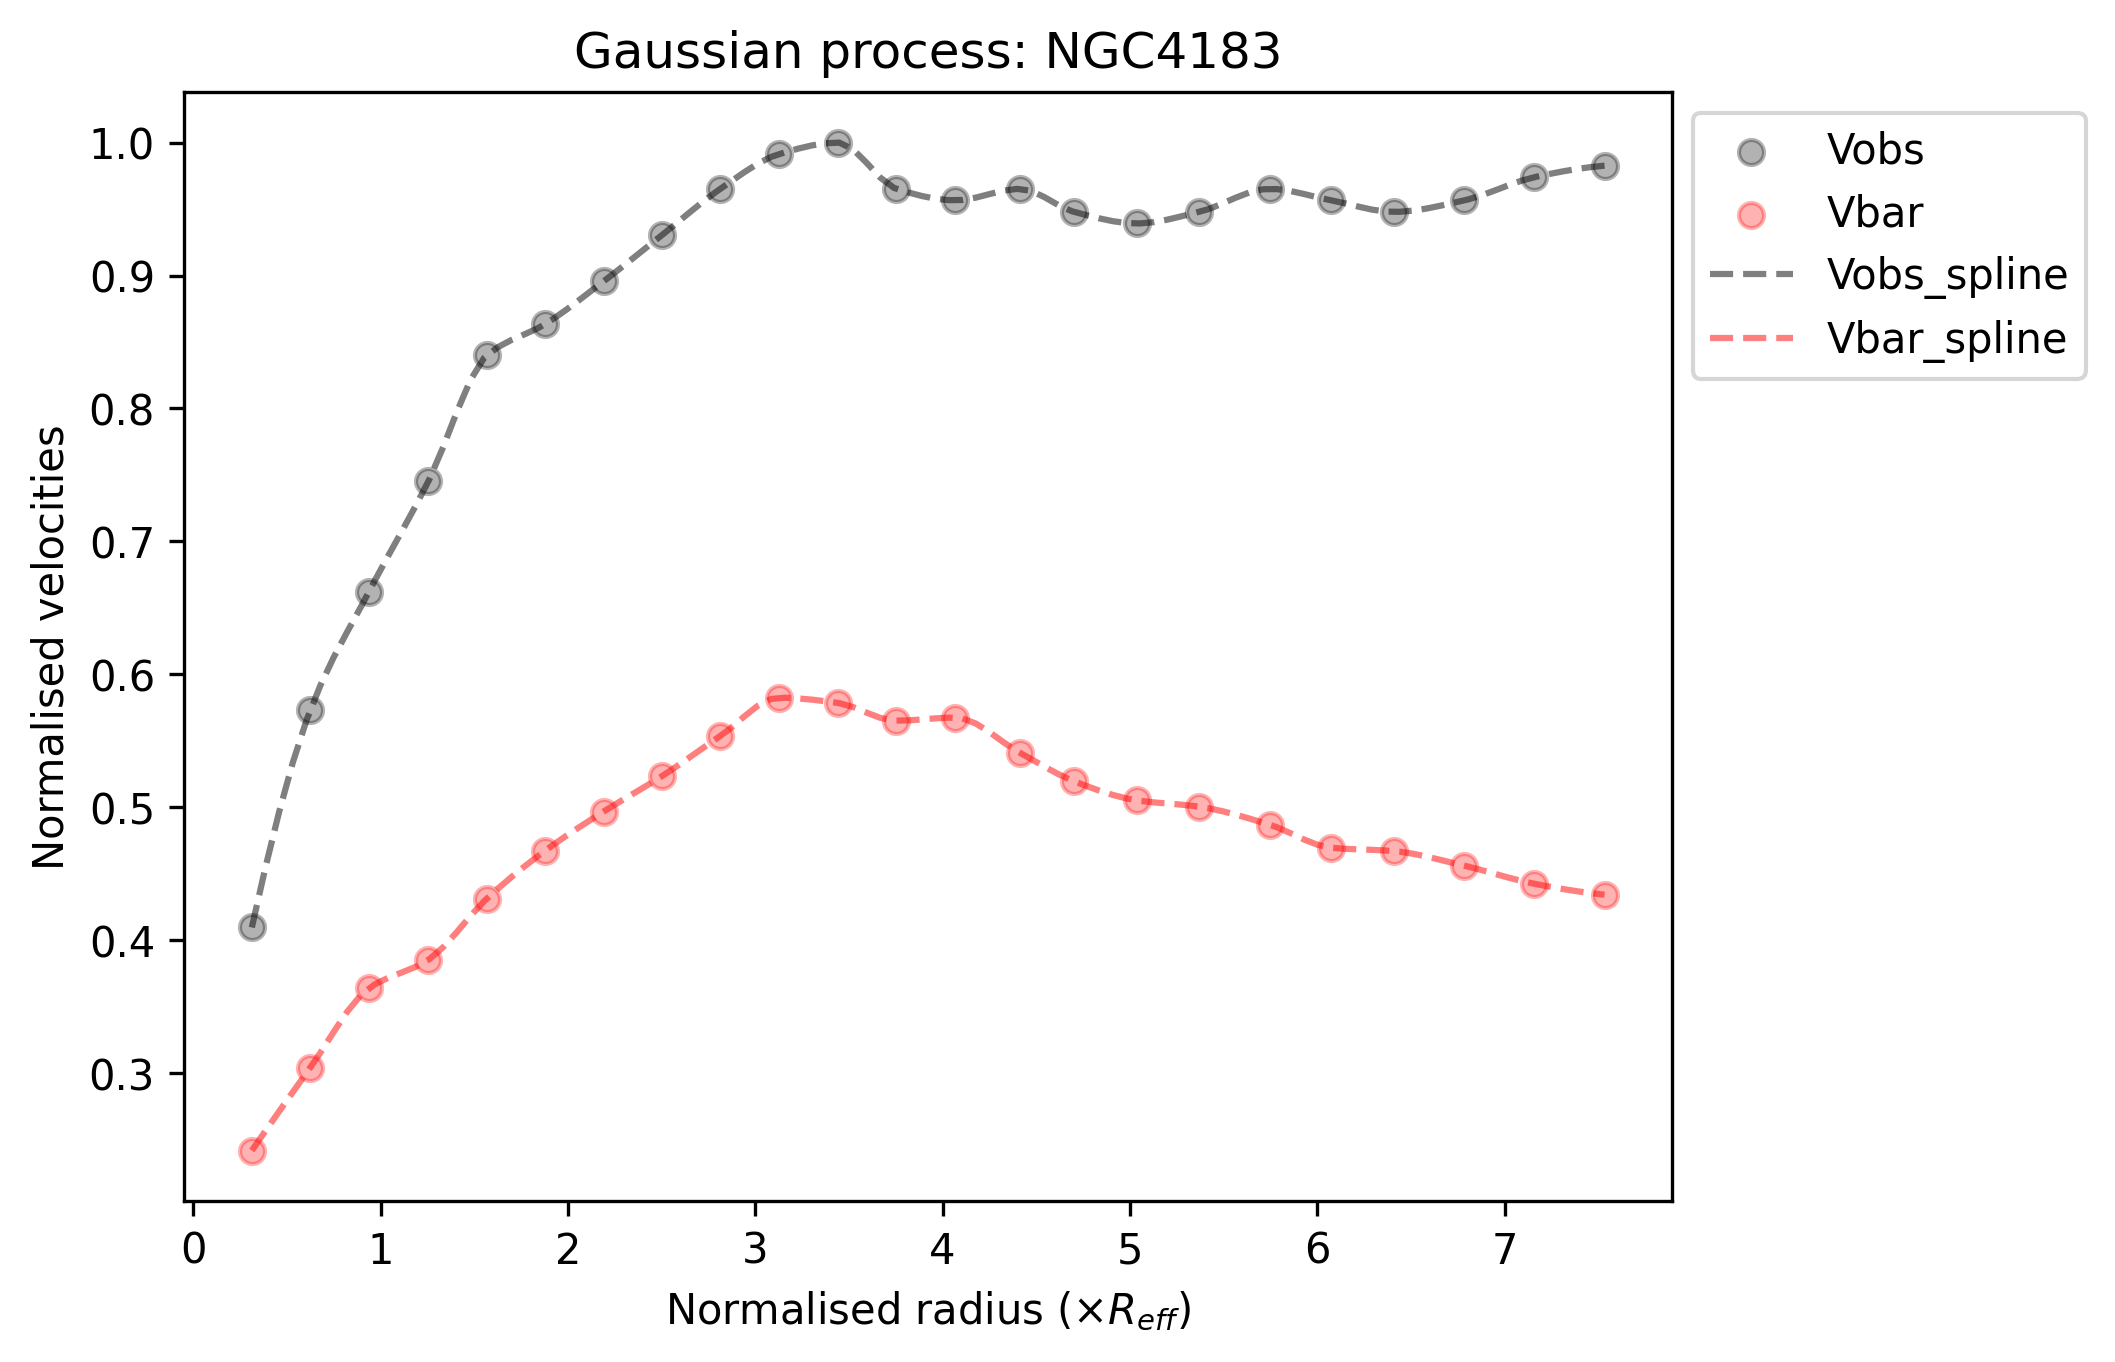 Gaussian process: NGC4183
Normalised velocities
1.0
0.9
0.8
0.7
0.6
0.5
0.4
0.3
0 1 2 3 4 5 6 7
Normalised radius (×R_eff)
Vobs
Vbar
Vobs_spline
Vbar_spline